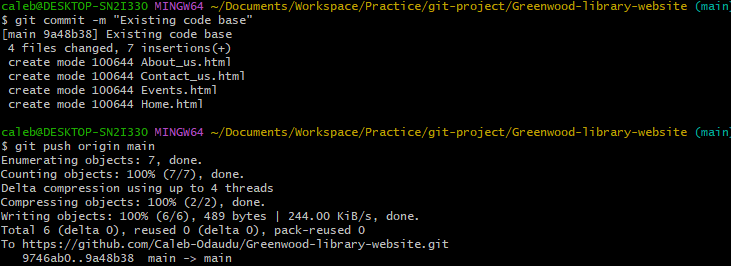 caleb@DESKTOP-SN2I330 MINGW64 ~/Documents/Workspace/Practice/git-project/Greenwood-library-website (main)
$ git commit -m "Existing code base"
[main 9a48b38] Existing code base
 4 files changed, 7 insertions(+)
 create mode 100644 About_us.html
 create mode 100644 Contact_us.html
 create mode 100644 Events.html
 create mode 100644 Home.html

caleb@DESKTOP-SN2I330 MINGW64 ~/Documents/Workspace/Practice/git-project/Greenwood-library-website (main)
$ git push origin main
Enumerating objects: 7, done.
Counting objects: 100% (7/7), done.
Delta compression using up to 4 threads
Compressing objects: 100% (2/2), done.
Writing objects: 100% (6/6), 489 bytes | 244.00 KiB/s, done.
Total 6 (delta 0), reused 0 (delta 0), pack-reused 0
To https://github.com/Caleb-Odaudu/Greenwood-library-website.git
   9746ab0..9a48b38  main -> main